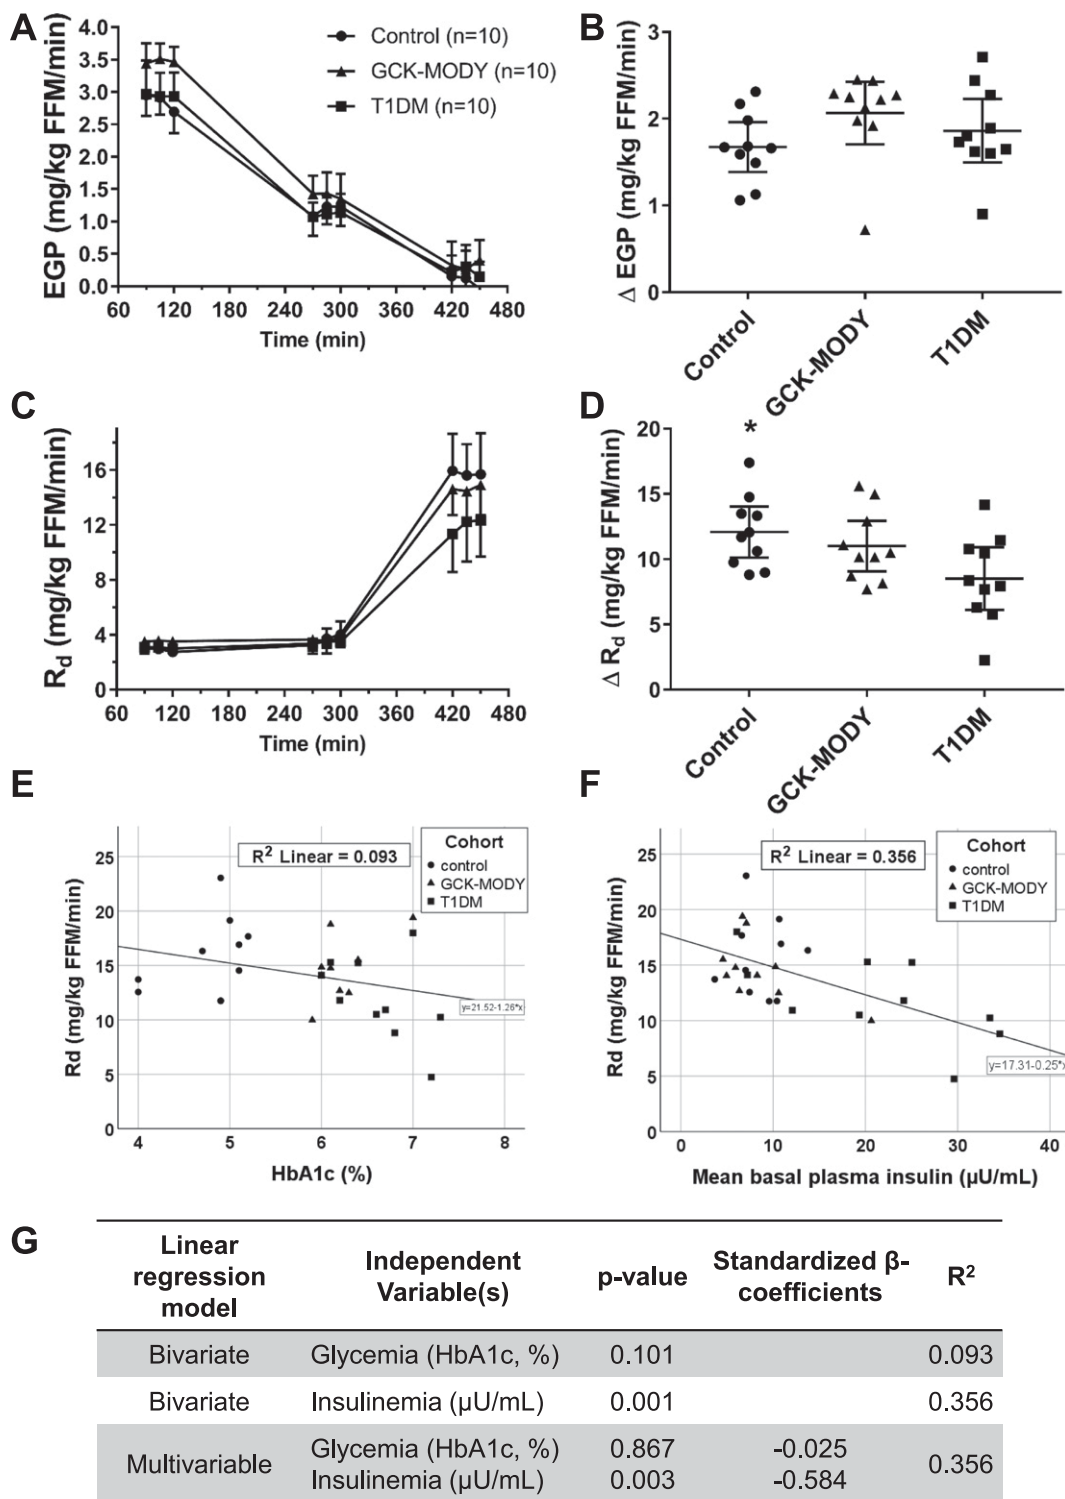 A
EGP (mg/kg FFM/min)
4.0
3.5
3.0
2.5
2.0
1.5
1.0
0.5
0.0
60 120 180 240 300 360 420 480
Time (min)
Control (n=10)
GCK-MODY (n=10)
T1DM (n=10)
B
Δ EGP (mg/kg FFM/min)
3
2
1
0
Control
GCK-MODY
T1DM
C
Rd (mg/kg FFM/min)
16
12
8
4
0
60 120 180 240 300 360 420 480
Time (min)
D
Δ Rd (mg/kg FFM/min)
20
15
10
5
0
*
Control
GCK-MODY
T1DM
E
Rd (mg/kg FFM/min)
25
20
15
10
5
0
R² Linear = 0.093
Cohort
control
GCK-MODY
T1DM
y=21.52-1.26*x
4 5 6 7 8
HbA1c (%)
F
Rd (mg/kg FFM/min)
25
20
15
10
5
0
R² Linear = 0.356
Cohort
control
GCK-MODY
T1DM
y=17.31-0.25*x
0 10 20 30 40
Mean basal plasma insulin (µU/mL)
G
Linear regression model Independent Variable(s) p-value Standardized β-coefficients R²
Bivariate Glycemia (HbA1c, %) 0.101 0.093
Bivariate Insulinemia (µU/mL) 0.001 0.356
Multivariable Glycemia (HbA1c, %) 0.867 -0.025 0.356
Insulinemia (µU/mL) 0.003 -0.584